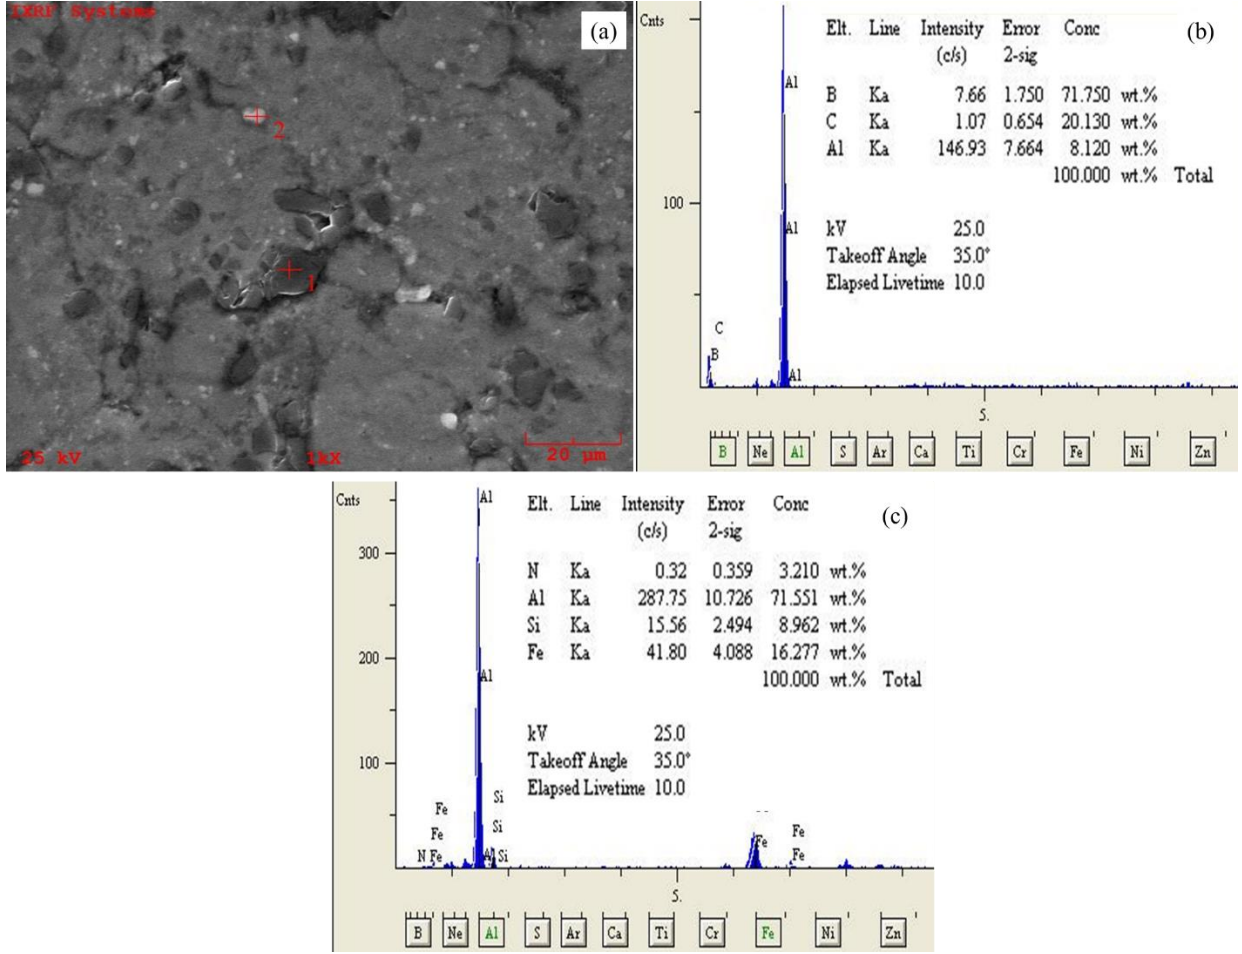 IXRF Systems
(a)
2
1
25 kV
1kX
20 µm
(b)
Cnts
Elt. Line Intensity Error Conc
(c/s) 2-sig
B Ka 7.66 1.750 71.750 wt.%
C Ka 1.07 0.654 20.130 wt.%
Al Ka 146.93 7.664 8.120 wt.%
100.000 wt.% Total
kV 25.0
Takeoff Angle 35.0°
Elapsed Livetime 10.0
100
Al
Al
C
B
Al
5.
B Ne Al S Ar Ca Ti Cr Fe Ni Zn
(c)
Cnts
Elt. Line Intensity Error Conc
(c/s) 2-sig
N Ka 0.32 0.359 3.210 wt.%
Al Ka 287.75 10.726 71.551 wt.%
Si Ka 15.56 2.494 8.962 wt.%
Fe Ka 41.80 4.088 16.277 wt.%
100.000 wt.% Total
kV 25.0
Takeoff Angle 35.0°
Elapsed Livetime 10.0
300
200
100
Al
Al
Fe Si
Fe Si Fe Fe
N Fe Al Si Fe
5.
B Ne Al S Ar Ca Ti Cr Fe Ni Zn